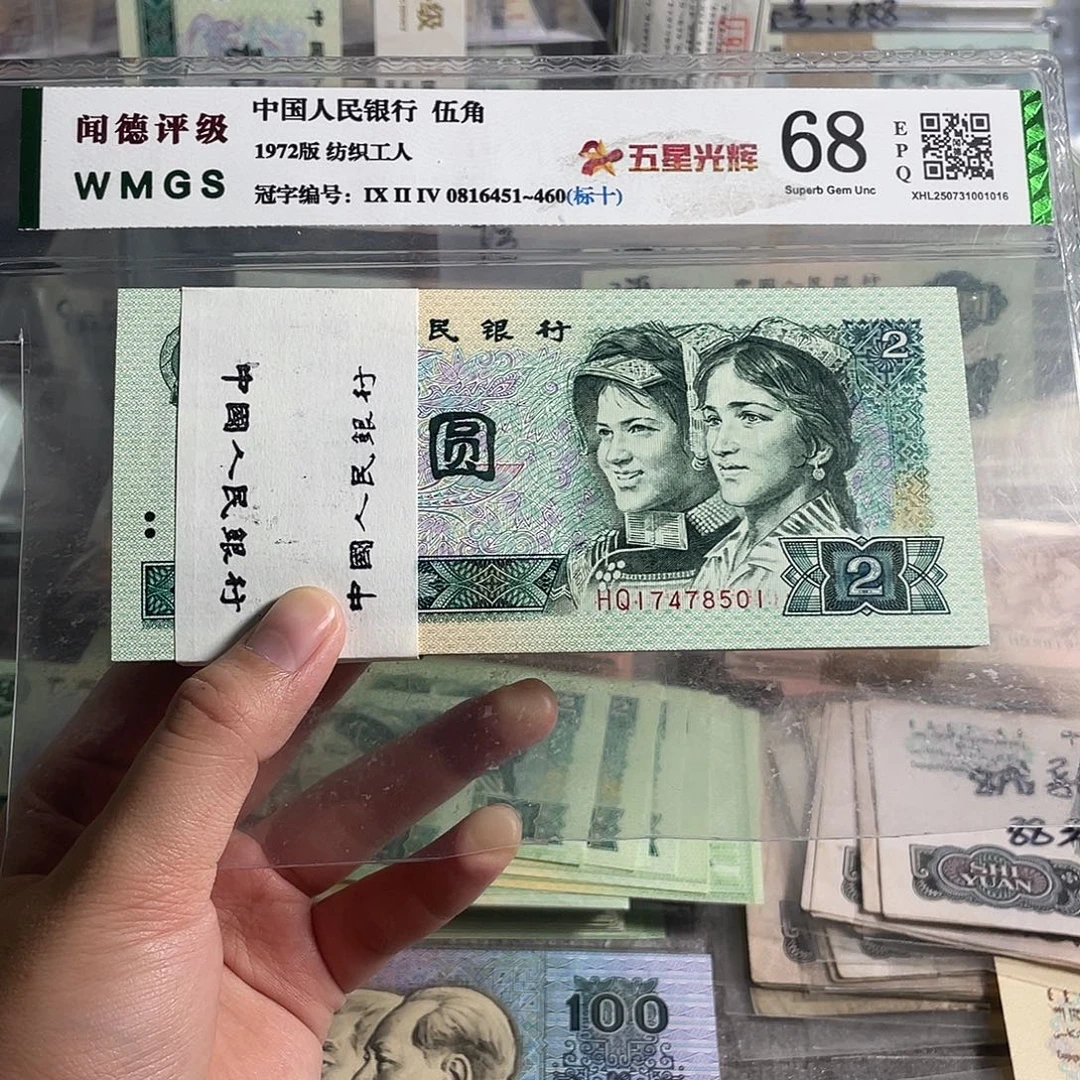 闻德评级
WMGS
中国人民银行 伍角
1972版 纺织工人
冠字编号：IX II IV 0816451~460(标十)
五星光辉
68
Superb Gem Unc
EPQ
XHL250731001016
中國人民銀行
中國人民銀行
民銀行
圆
2
2
HQ17478501
100
SHI
YUAN